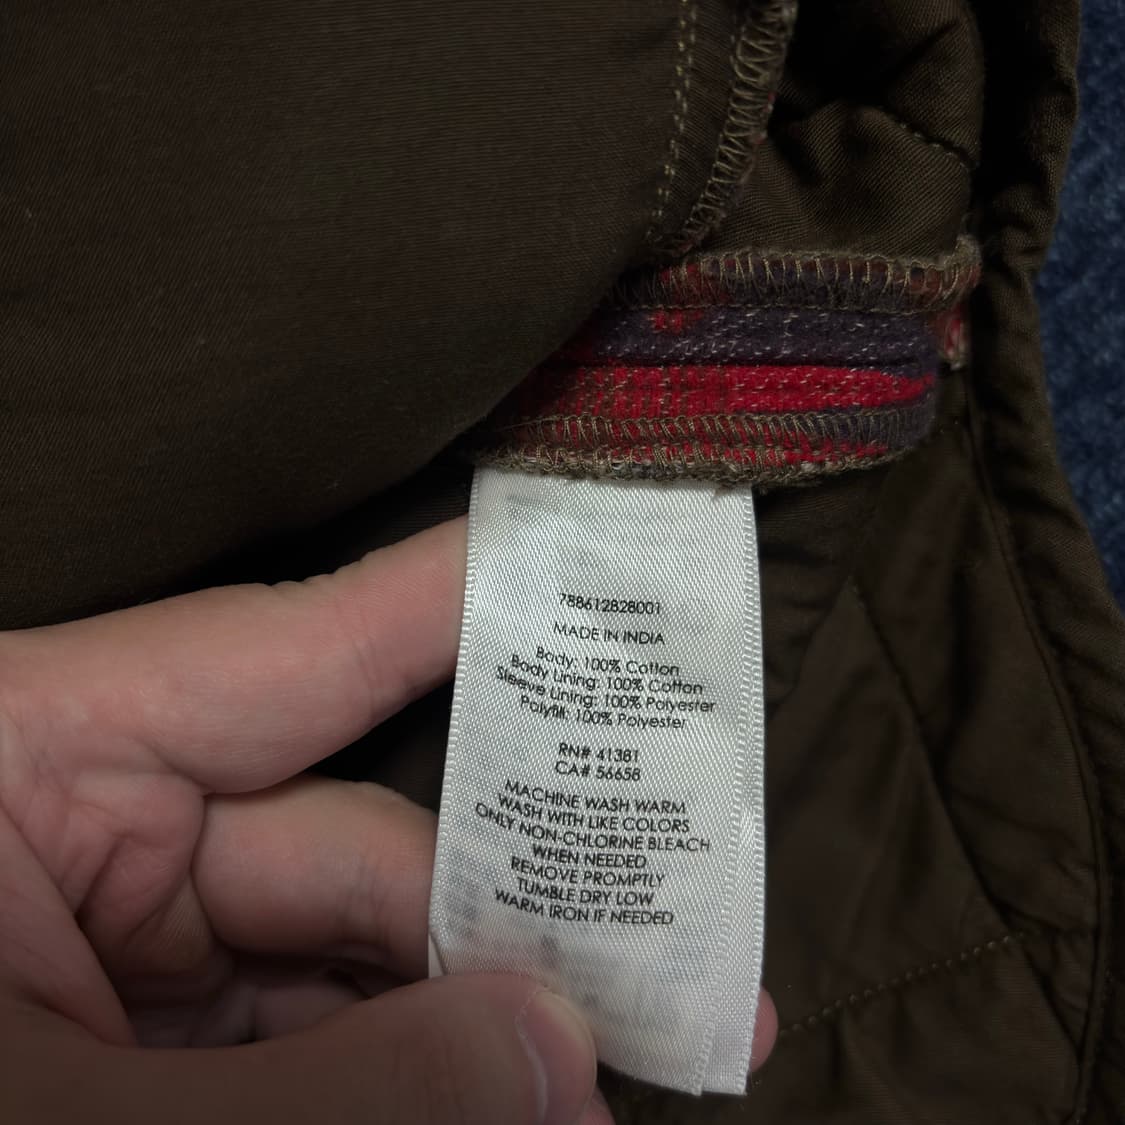 788612828001
MADE IN INDIA
Body: 100% Cotton
Body Lining: 100% Cotton
Sleeve Lining: 100% Polyester
Polyfill: 100% Polyester
RN# 41381
CA# 56658
MACHINE WASH WARM
WASH WITH LIKE COLORS
ONLY NON-CHLORINE BLEACH
WHEN NEEDED
REMOVE PROMPTLY
TUMBLE DRY LOW
WARM IRON IF NEEDED